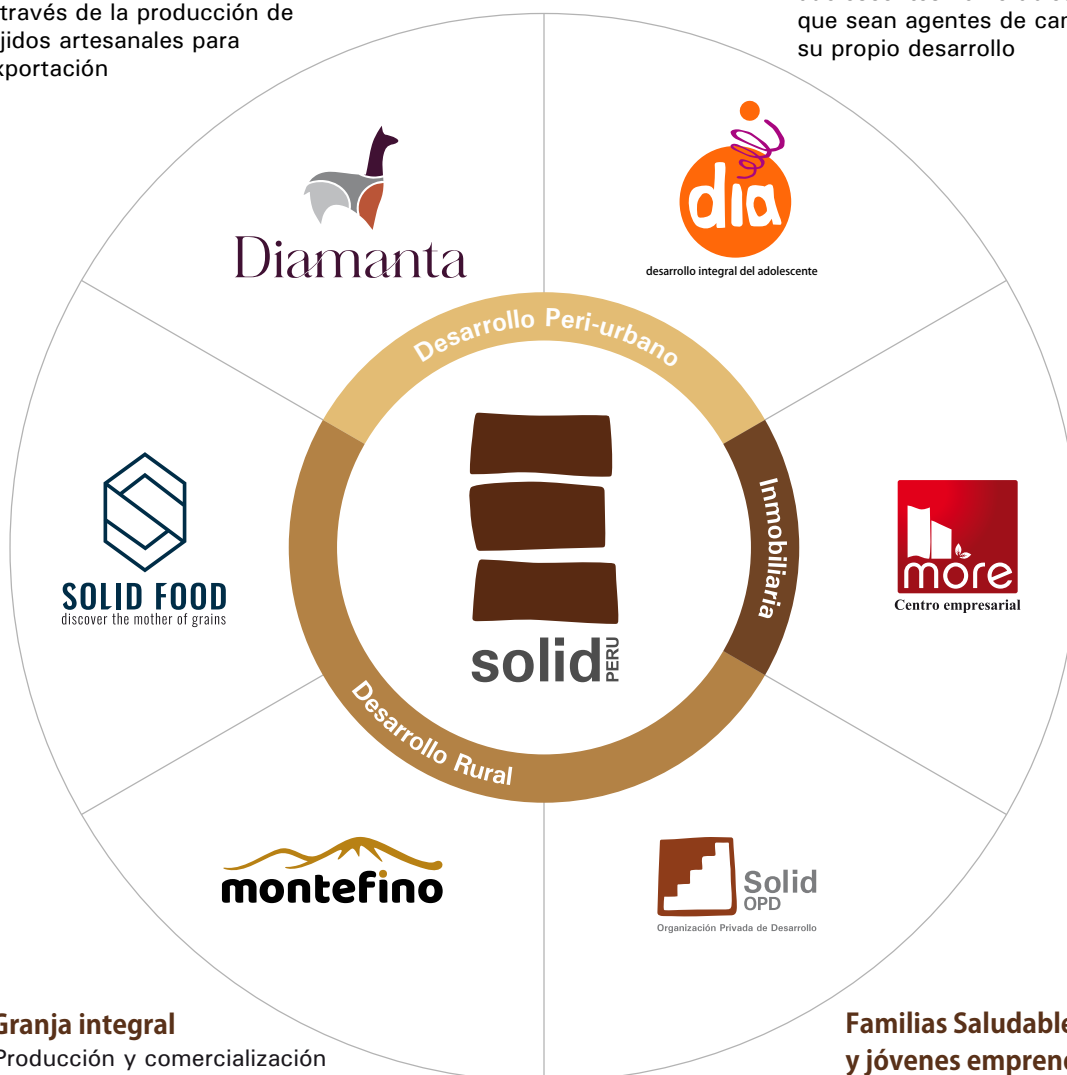 través de la producción de
jidos artesanales para
xportación
que sean agentes de
su propio desarrollo
Diamanta
dia
desarrollo integral del adolescente
Desarrollo Peri-urbano
SOLID FOOD
discover the mother of grains
solid PERU
Inmobiliaria
more
Centro empresarial
Desarrollo Rural
montefino
Solid
OPD
Organización Privada de Desarrollo
Granja integral
Producción y comercialización
Familias Saludable
y jóvenes empren